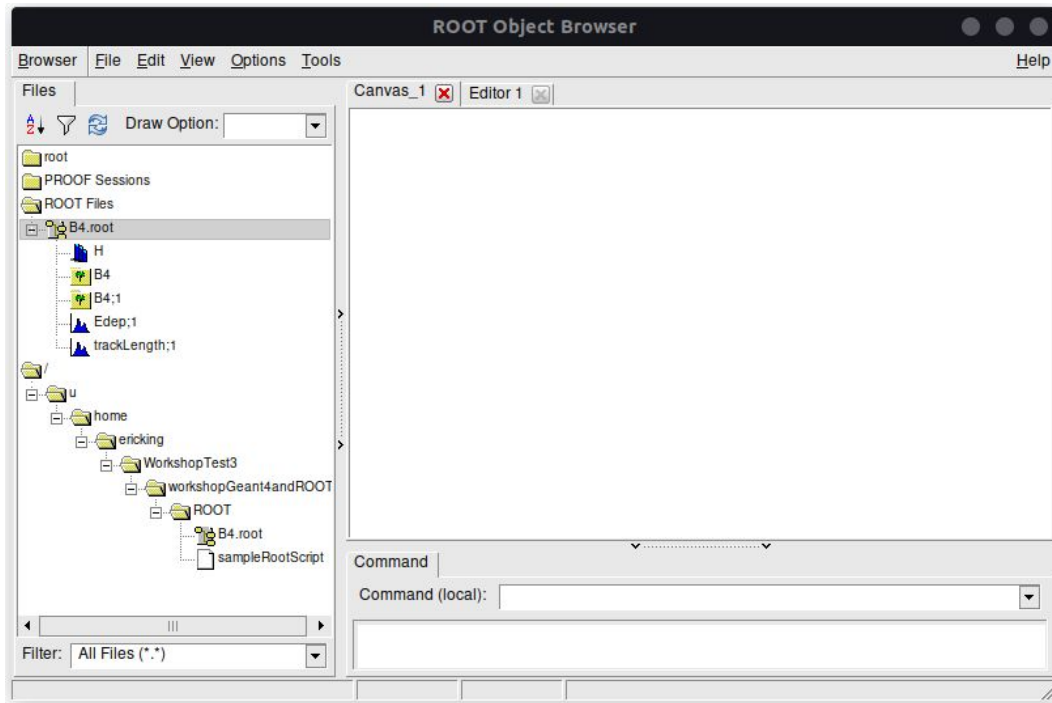 ROOT Object Browser
Browser File Edit View Options Tools Help
Files
Canvas_1 Editor 1
Draw Option:
root
PROOF Sessions
ROOT Files
B4.root
H
B4
B4;1
Edep;1
trackLength;1
/
u
home
ericking
WorkshopTest3
workshopGeant4andROOT
ROOT
B4.root
sampleRootScript
Command
Command (local):
Filter: All Files (*.*)